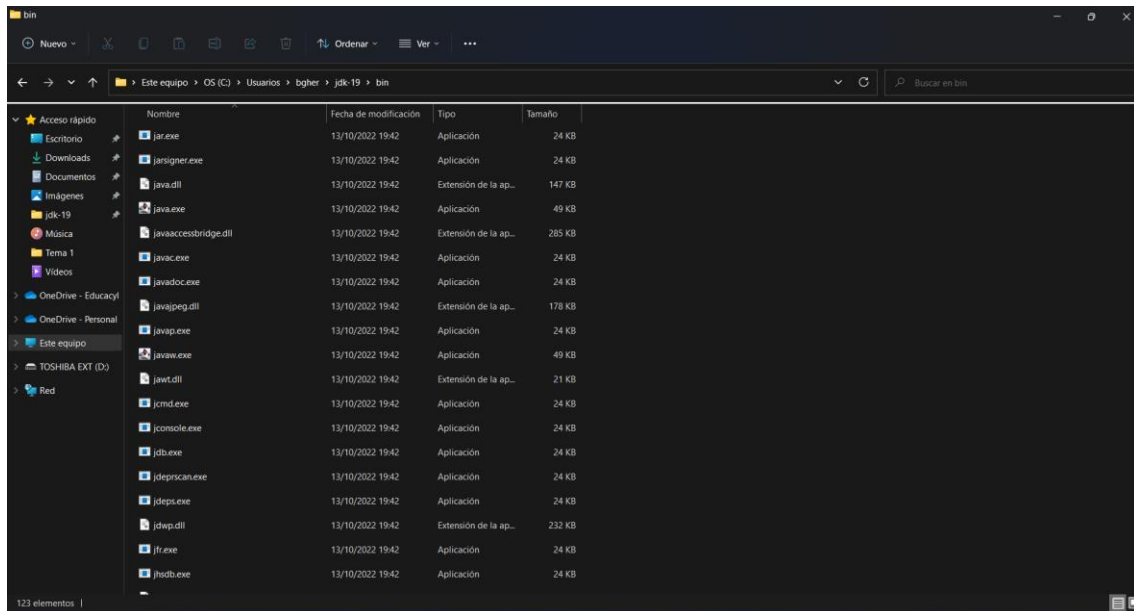 bin
Nuevo Ordenar Ver
Este equipo > OS (C:) > Usuarios > bgher > jdk-19 > bin Buscar en bin
Nombre Fecha de modificación Tipo Tamaño
Acceso rápido
Escritorio
Downloads
Documentos
Imágenes
jdk-19
Música
Tema 1
Vídeos
OneDrive - Educacyl
OneDrive - Personal
Este equipo
TOSHIBA EXT (D:)
Red
jar.exe 13/10/2022 19:42 Aplicación 24 KB
jarsigner.exe 13/10/2022 19:42 Aplicación 24 KB
java.dll 13/10/2022 19:42 Extensión de la ap... 147 KB
java.exe 13/10/2022 19:42 Aplicación 49 KB
javaaccessbridge.dll 13/10/2022 19:42 Extensión de la ap... 285 KB
javac.exe 13/10/2022 19:42 Aplicación 24 KB
javadoc.exe 13/10/2022 19:42 Aplicación 24 KB
javajpeg.dll 13/10/2022 19:42 Extensión de la ap... 178 KB
javap.exe 13/10/2022 19:42 Aplicación 24 KB
javaw.exe 13/10/2022 19:42 Aplicación 49 KB
jawt.dll 13/10/2022 19:42 Extensión de la ap... 21 KB
jcmd.exe 13/10/2022 19:42 Aplicación 24 KB
jconsole.exe 13/10/2022 19:42 Aplicación 24 KB
jdb.exe 13/10/2022 19:42 Aplicación 24 KB
jdeprscan.exe 13/10/2022 19:42 Aplicación 24 KB
jdeps.exe 13/10/2022 19:42 Aplicación 24 KB
jdwp.dll 13/10/2022 19:42 Extensión de la ap... 232 KB
jfr.exe 13/10/2022 19:42 Aplicación 24 KB
jhsdb.exe 13/10/2022 19:42 Aplicación 24 KB
123 elementos